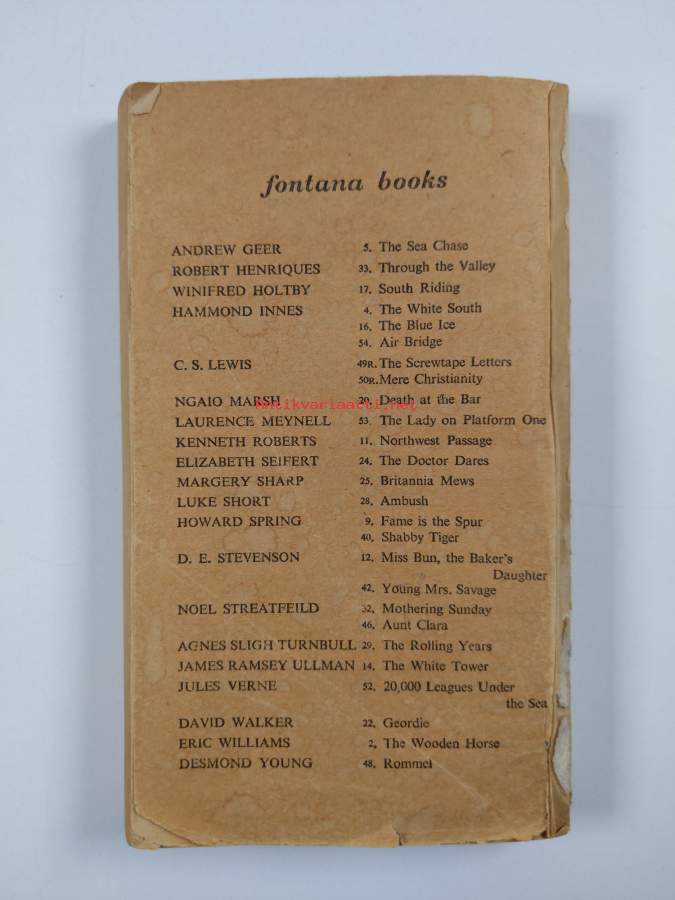 fontana books
ANDREW GEER 5. The Sea Chase
ROBERT HENRIQUES 33. Through the Valley
WINIFRED HOLTBY 17. South Riding
HAMMOND INNES 4. The White South
16. The Blue Ice
54. Air Bridge
C. S. LEWIS 49R. The Screwtape Letters
50R. Mere Christianity
NGAIO MARSH 20. Death at the Bar
Antikvariaatti.net
LAURENCE MEYNELL 53. The Lady on Platform One
KENNETH ROBERTS 11. Northwest Passage
ELIZABETH SEIFERT 24. The Doctor Dares
MARGERY SHARP 25. Britannia Mews
LUKE SHORT 28. Ambush
HOWARD SPRING 9. Fame is the Spur
40. Shabby Tiger
D. E. STEVENSON 12. Miss Bun, the Baker's
Daughter
42. Young Mrs. Savage
NOEL STREATFEILD 32. Mothering Sunday
46. Aunt Clara
AGNES SLIGH TURNBULL 29. The Rolling Years
JAMES RAMSEY ULLMAN 14. The White Tower
JULES VERNE 52. 20,000 Leagues Under
the Sea
DAVID WALKER 22. Geordie
ERIC WILLIAMS 2. The Wooden Horse
DESMOND YOUNG 48. Rommel